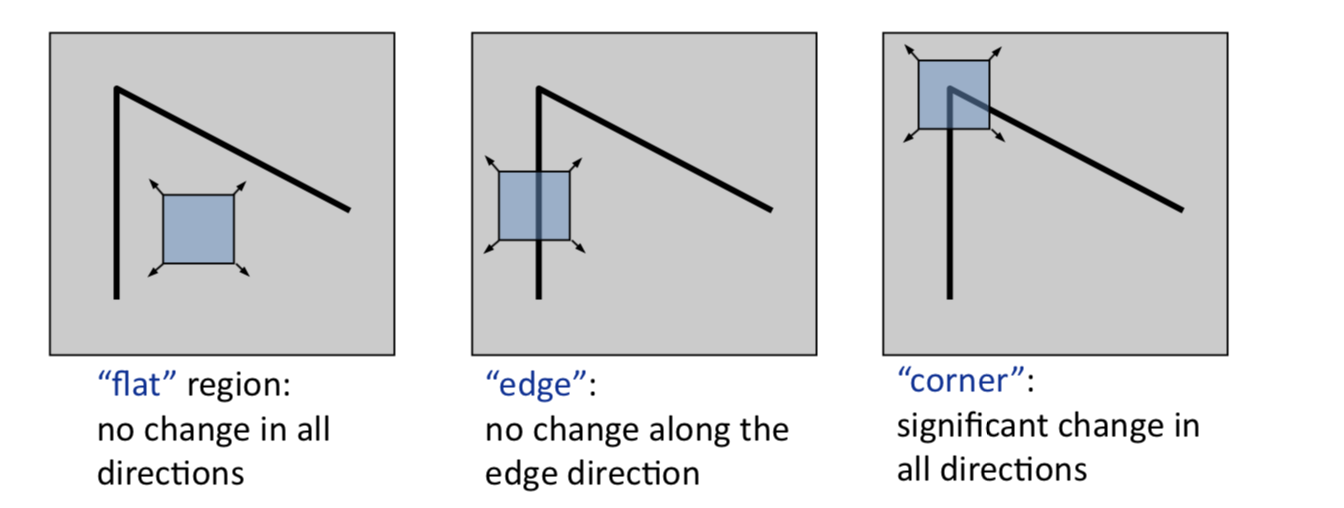 “flat” region:
no change in all
directions
“edge”:
no change along the
edge direction
“corner”:
significant change in
all directions